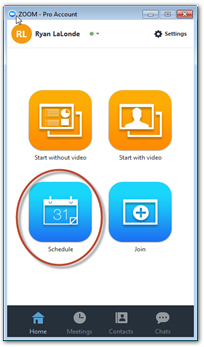 ZOOM - Pro Account
RL
Ryan LaLonde
Settings
Start without video
Start with video
31
Schedule
Join
Home
Meetings
Contacts
Chats